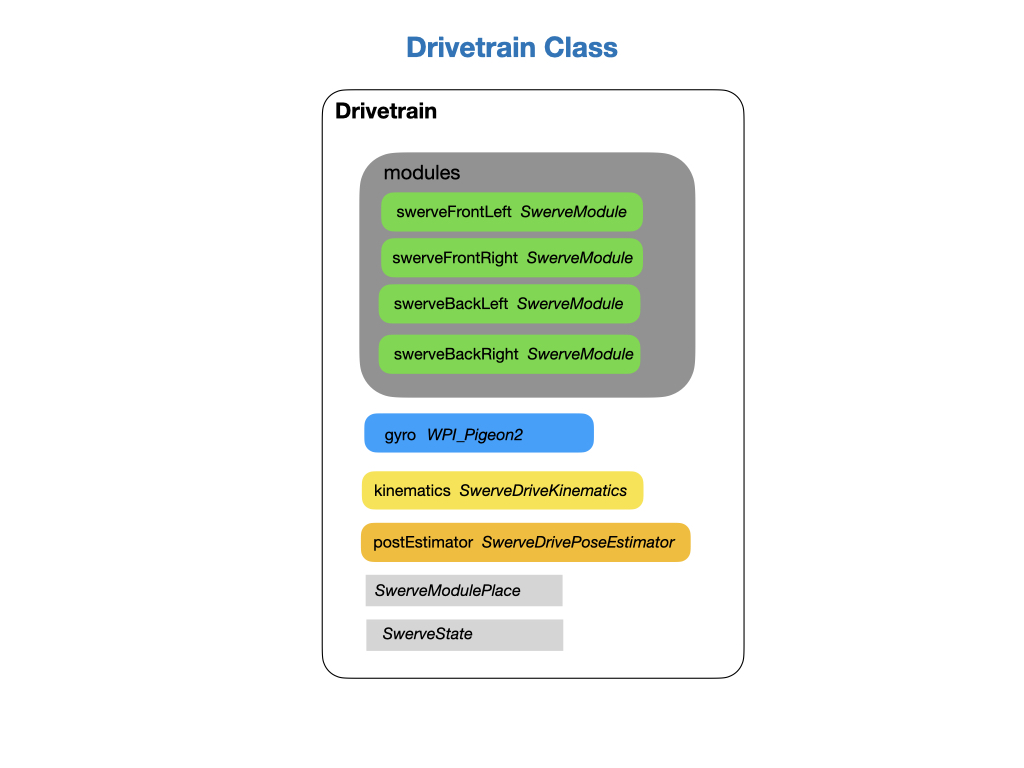 Drivetrain Class
Drivetrain
modules
swerveFrontLeft SwerveModule
swerveFrontRight SwerveModule
swerveBackLeft SwerveModule
swerveBackRight SwerveModule
gyro WPI_Pigeon2
kinematics SwerveDriveKinematics
postEstimator SwerveDrivePoseEstimator
SwerveModulePlace
SwerveState